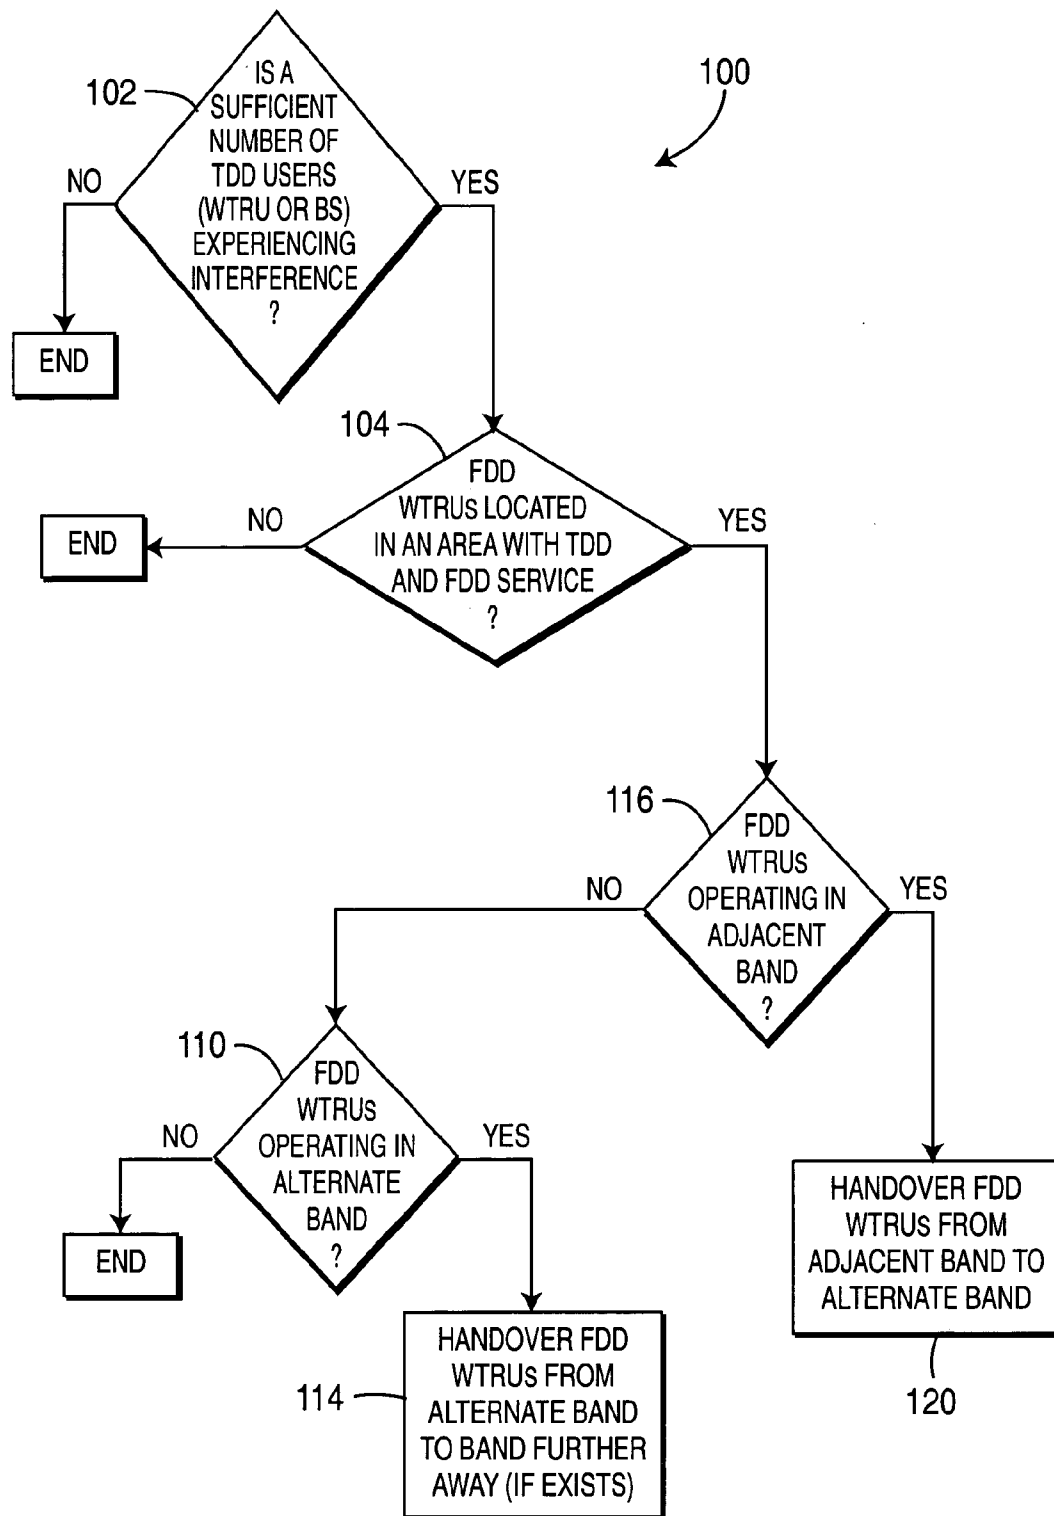 100
102
IS A
SUFFICIENT
NUMBER OF
TDD USERS
(WTRU OR BS)
EXPERIENCING
INTERFERENCE
?
NO
YES
END
104
FDD
WTRUs LOCATED
IN AN AREA WITH TDD
AND FDD SERVICE
?
NO
YES
END
116
FDD
WTRUs
OPERATING IN
ADJACENT
BAND
?
NO
YES
110
FDD
WTRUs
OPERATING IN
ALTERNATE
BAND
?
NO
YES
END
HANDOVER FDD
WTRUs FROM
ADJACENT BAND TO
ALTERNATE BAND
120
HANDOVER FDD
WTRUs FROM
ALTERNATE BAND
TO BAND FURTHER
AWAY (IF EXISTS)
114